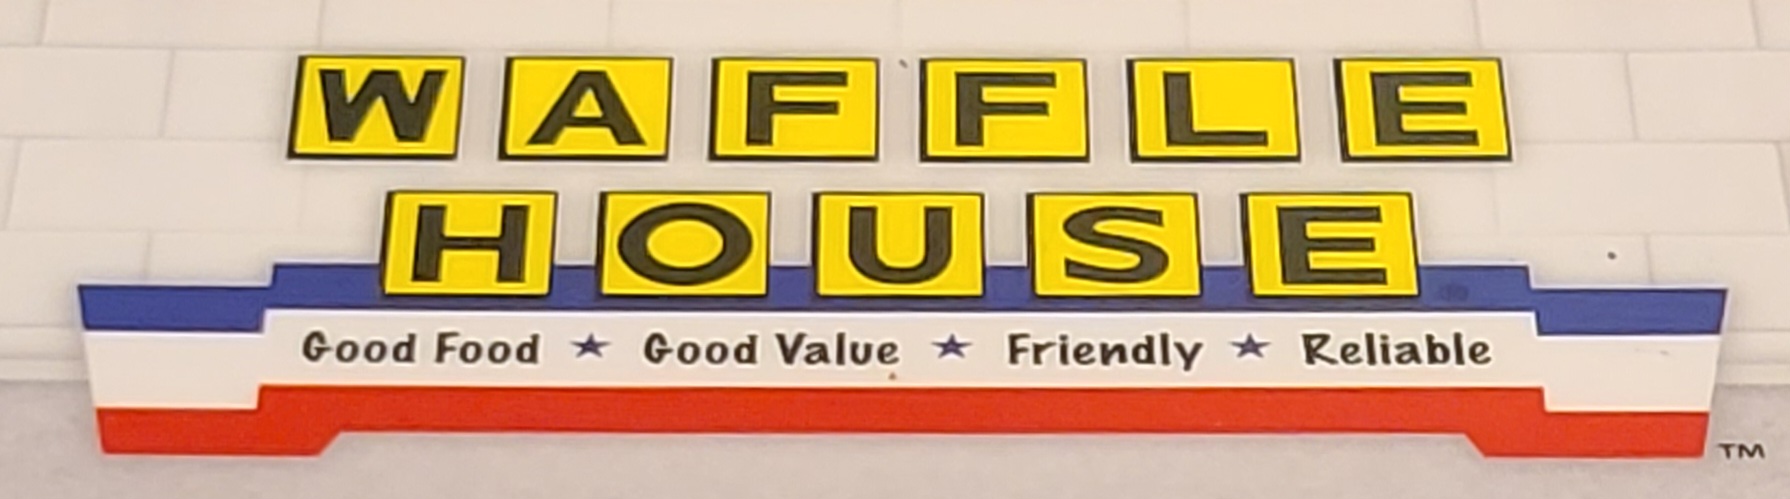 WAFFLE
HOUSE
Good Food ★ Good Value ★ Friendly ★ Reliable
TM